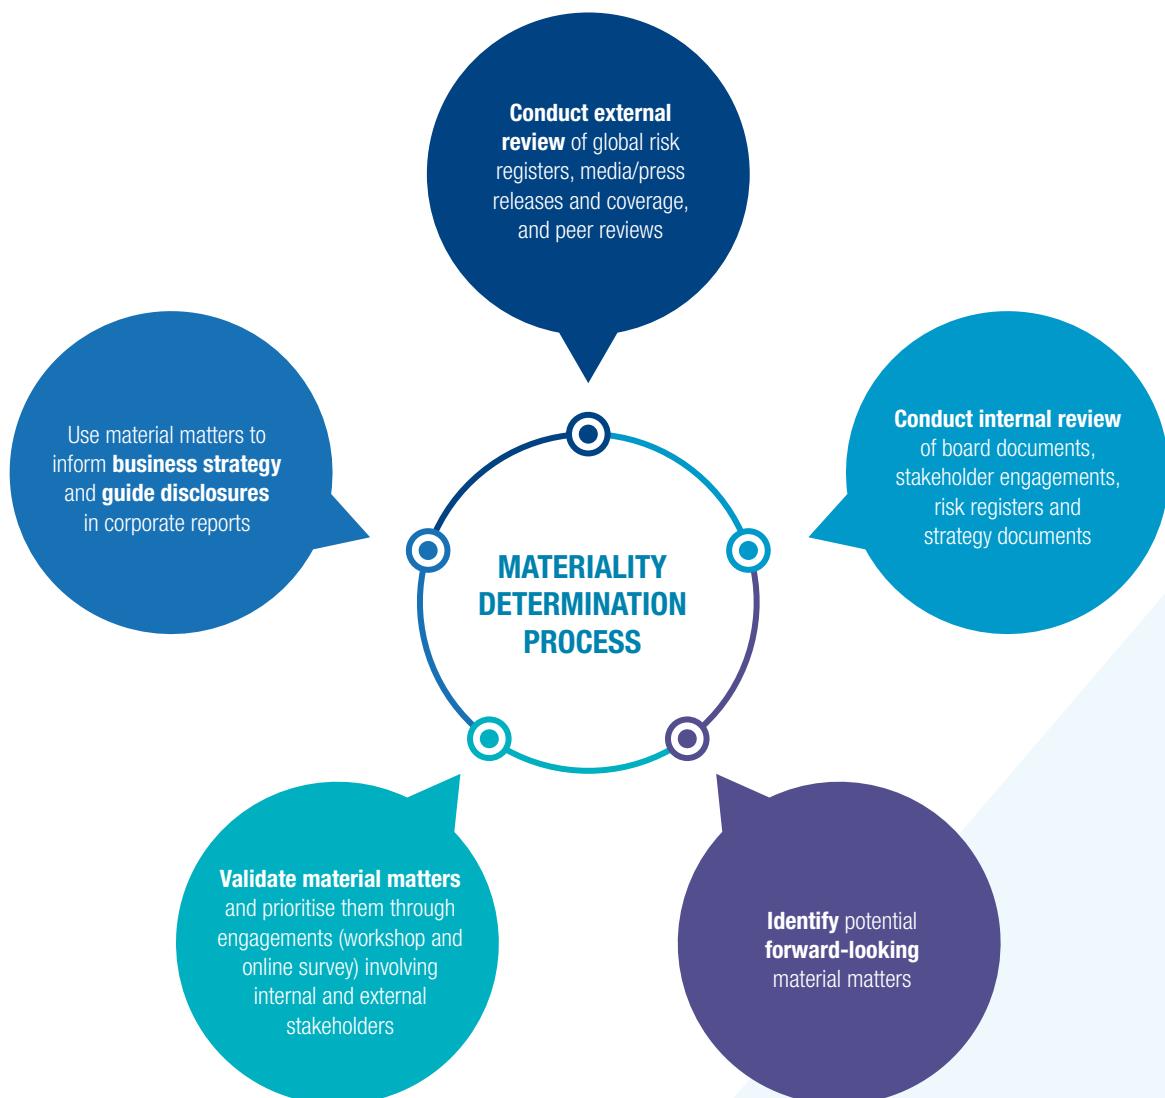 Conduct external
review of global risk
registers, media/press
releases and coverage,
and peer reviews
Conduct internal review
of board documents,
stakeholder engagements,
risk registers and
strategy documents
Identify potential
forward-looking
material matters
Validate material matters
and prioritise them through
engagements (workshop and
online survey) involving
internal and external
stakeholders
Use material matters to
inform business strategy
and guide disclosures
in corporate reports
MATERIALITY
DETERMINATION
PROCESS